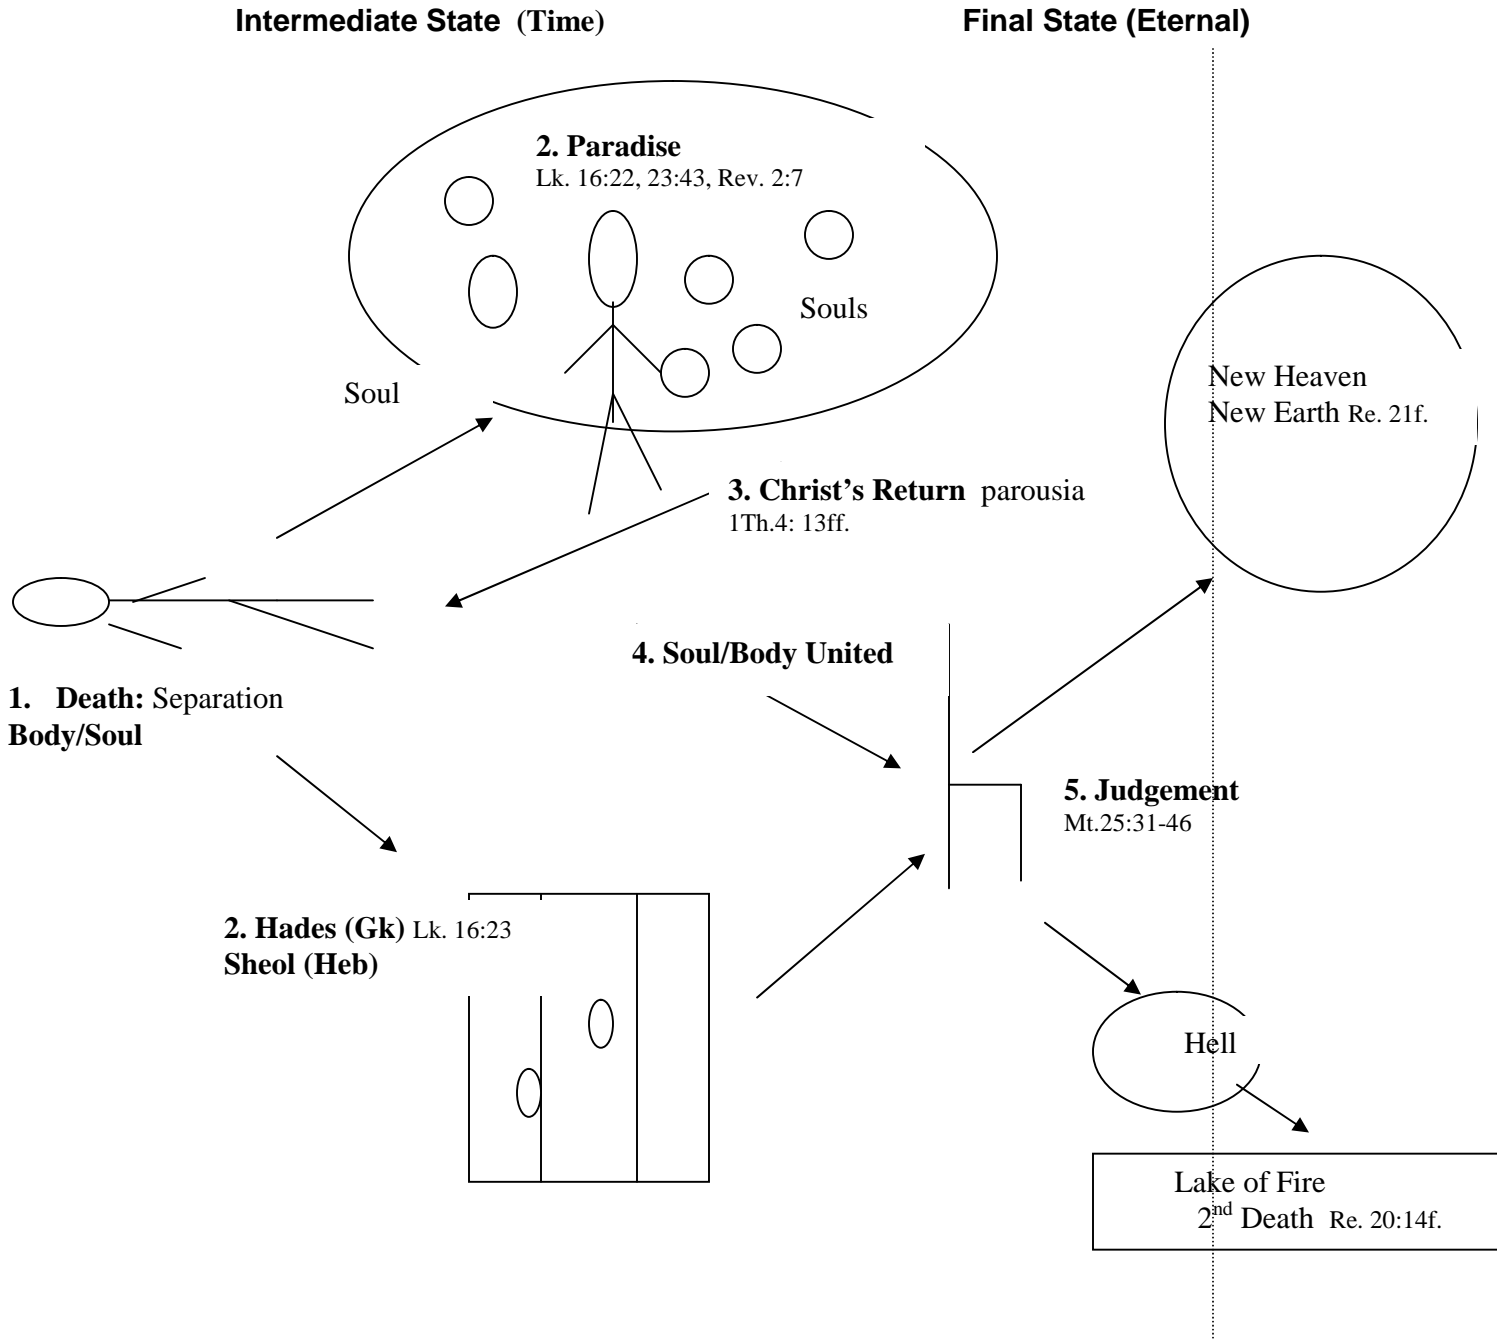 Intermediate State (Time)
Final State (Eternal)
2. Paradise
Lk. 16:22, 23:43, Rev. 2:7
Souls
Soul
New Heaven
New Earth Re. 21f.
3. Christ's Return parousia
1Th.4: 13ff.
4. Soul/Body United
1. Death: Separation
Body/Soul
5. Judgement
Mt.25:31-46
2. Hades (Gk) Lk. 16:23
Sheol (Heb)
Hell
Lake of Fire
2nd Death Re. 20:14f.